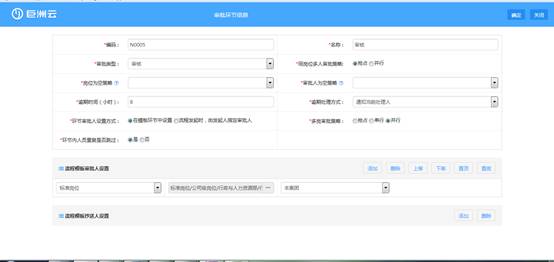 巨洲云 审批环节信息 确定 关闭
*编码： N0005 *名称： 审核
*审批类型： 审核 *同岗位多人审批策略: 抢点 并行
*岗位为空策略 ? *审批人为空策略 ?
*逾期时间（小时）： 8 *逾期处理方式： 通知当前处理人
*环节审批人设置方式： 在模板环节中设置 流程发起时，由发起人指定审批人 *多岗审批策略： 抢点 串行 并行
*环节内人员重复是否跳过： 是 否
流程模板审批人设置 添加 删除 上移 下移 置顶 置底
标准岗位 标准岗位/公司级岗位/行政与人力资源部/行 ··· 本集团
流程模板抄送人设置 添加 删除